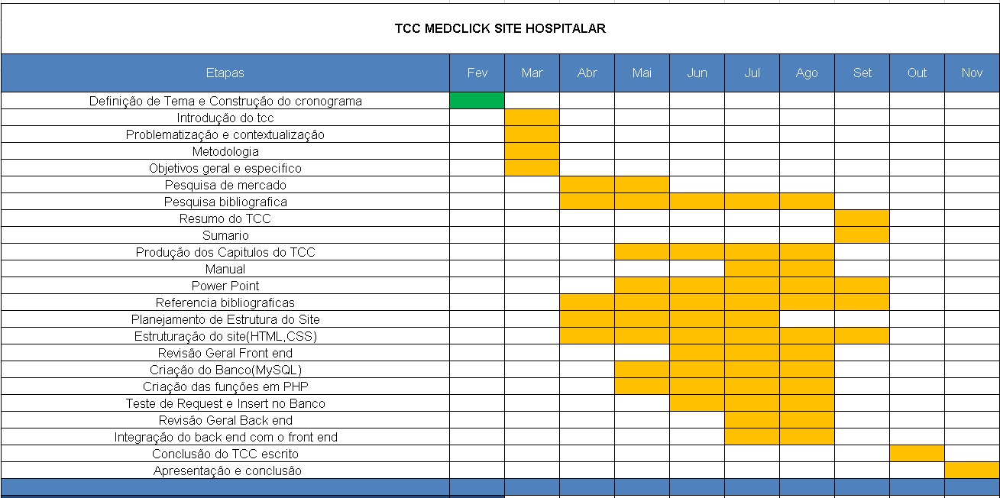 TCC MEDCLICK SITE HOSPITALAR
Etapas Fev Mar Abr Mai Jun Jul Ago Set Out Nov
Definição de Tema e Construção do cronograma
Introdução do tcc
Problematização e contextualização
Metodologia
Objetivos geral e especifico
Pesquisa de mercado
Pesquisa bibliografica
Resumo do TCC
Sumario
Produção dos Capitulos do TCC
Manual
Power Point
Referencia bibliograficas
Planejamento de Estrutura do Site
Estruturação do site(HTML,CSS)
Revisão Geral Front end
Criação do Banco(MySQL)
Criação das funções em PHP
Teste de Request e Insert no Banco
Revisão Geral Back end
Integração do back end com o front end
Conclusão do TCC escrito
Apresentação e conclusão